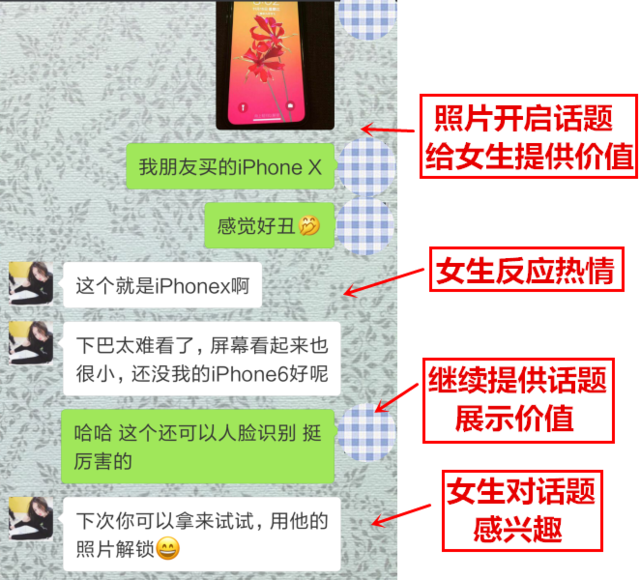 照片开启话题
给女生提供价值
我朋友买的iPhone X
感觉好丑🤭
女生反应热情
这个就是iPhonex啊
下巴太难看了，屏幕看起来也
很小，还没我的iPhone6好呢
继续提供话题
展示价值
哈哈 这个还可以人脸识别 挺
厉害的
女生对话题
感兴趣
下次你可以拿来试试，用他的
照片解锁😄